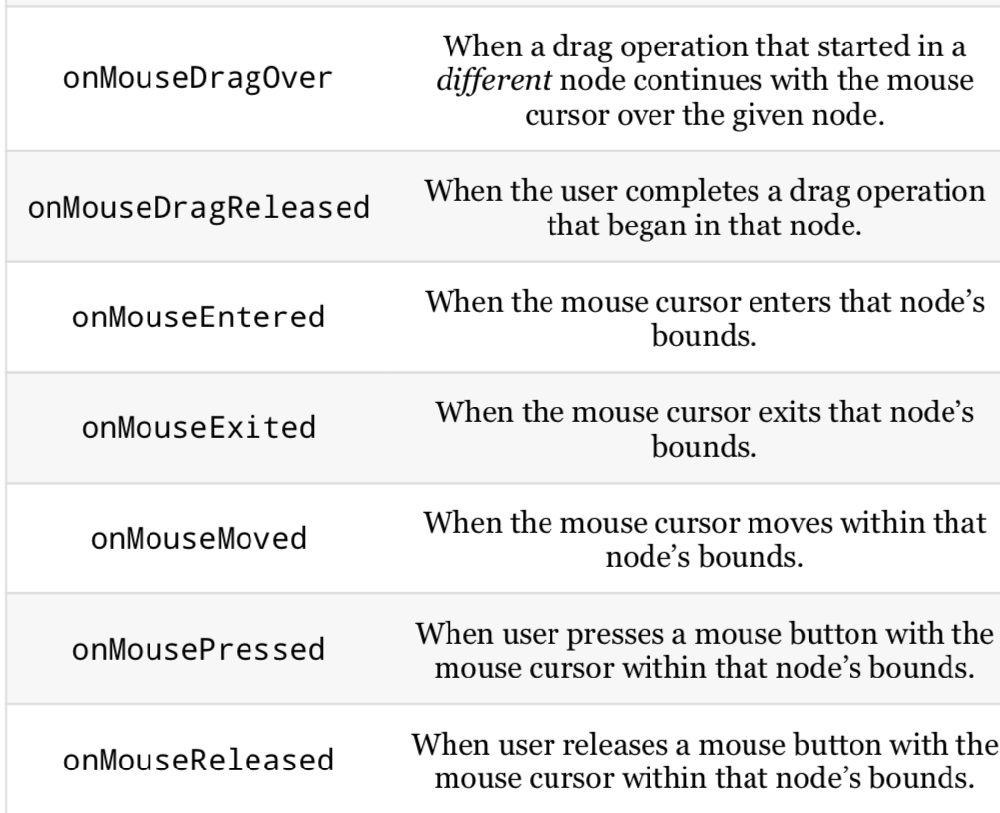 onMouseDragOver
When a drag operation that started in a
different node continues with the mouse
cursor over the given node.
onMouseDragReleased
When the user completes a drag operation
that began in that node.
onMouseEntered
When the mouse cursor enters that node’s
bounds.
onMouseExited
When the mouse cursor exits that node’s
bounds.
onMouseMoved
When the mouse cursor moves within that
node’s bounds.
onMousePressed
When user presses a mouse button with the
mouse cursor within that node’s bounds.
onMouseReleased
When user releases a mouse button with the
mouse cursor within that node’s bounds.